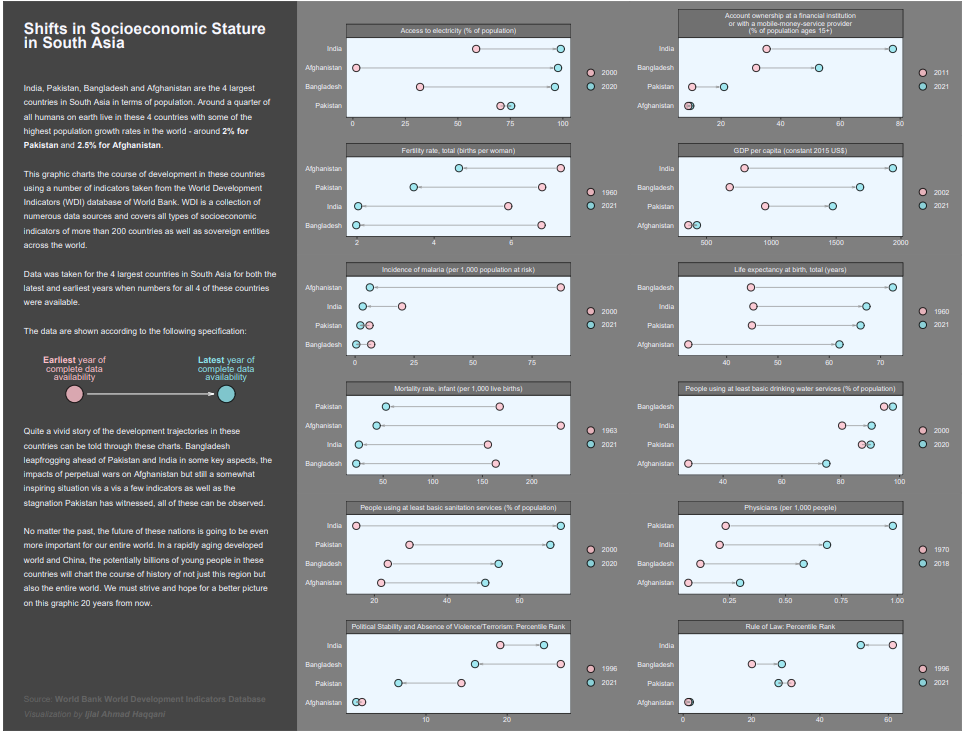 Shifts in Socioeconomic Stature
in South Asia
India, Pakistan, Bangladesh and Afghanistan are the 4 largest
countries in South Asia in terms of population. Around a quarter of
all humans on earth live in these 4 countries with some of the
highest population growth rates in the world - around 2% for
Pakistan and 2.5% for Afghanistan.
This graphic charts the course of development in these countries
using a number of indicators taken from the World Development
Indicators (WDI) database of World Bank. WDI is a collection of
numerous data sources and covers all types of socioeconomic
indicators of more than 200 countries as well as sovereign entities
across the world.
Data was taken for the 4 largest countries in South Asia for both the
latest and earliest years when numbers for all 4 of these countries
were available.
The data are shown according to the following specification:
Earliest year of
complete data
availability
Latest year of
complete data
availability
Quite a vivid story of the development trajectories in these
countries can be told through these charts. Bangladesh
leapfrogging ahead of Pakistan and India in some key aspects, the
impacts of perpetual wars on Afghanistan but still a somewhat
inspiring situation vis a vis a few indicators as well as the
stagnation Pakistan has witnessed, all of these can be observed.
No matter the past, the future of these nations is going to be even
more important for our entire world. In a rapidly aging developed
world and China, the potentially billions of young people in these
countries will chart the course of history of not just this region but
also the entire world. We must strive and hope for a better picture
on this graphic 20 years from now.
Source: World Bank World Development Indicators Database
Visualization by Ijlal Ahmad Haqqani
Access to electricity (% of population)
India
Afghanistan
Bangladesh
Pakistan
0 25 50 75 100
2000
2020
Account ownership at a financial institution
or with a mobile-money-service provider
(% of population ages 15+)
India
Bangladesh
Pakistan
Afghanistan
20 40 60 80
2011
2021
Fertility rate, total (births per woman)
Afghanistan
Pakistan
India
Bangladesh
2 4 6
1960
2021
GDP per capita (constant 2015 US$)
India
Bangladesh
Pakistan
Afghanistan
500 1000 1500 2000
2002
2021
Incidence of malaria (per 1,000 population at risk)
Afghanistan
India
Pakistan
Bangladesh
0 25 50 75
2000
2021
Life expectancy at birth, total (years)
Bangladesh
India
Pakistan
Afghanistan
40 50 60 70
1960
2021
Mortality rate, infant (per 1,000 live births)
Pakistan
Afghanistan
India
Bangladesh
50 100 150 200
1963
2021
People using at least basic drinking water services (% of population)
Bangladesh
India
Pakistan
Afghanistan
40 60 80 100
2000
2020
People using at least basic sanitation services (% of population)
India
Pakistan
Bangladesh
Afghanistan
20 40 60
2000
2020
Physicians (per 1,000 people)
Pakistan
India
Bangladesh
Afghanistan
0.25 0.50 0.75 1.00
1970
2018
Political Stability and Absence of Violence/Terrorism: Percentile Rank
India
Bangladesh
Pakistan
Afghanistan
10 20
1996
2021
Rule of Law: Percentile Rank
India
Bangladesh
Pakistan
Afghanistan
0 20 40 60
1996
2021